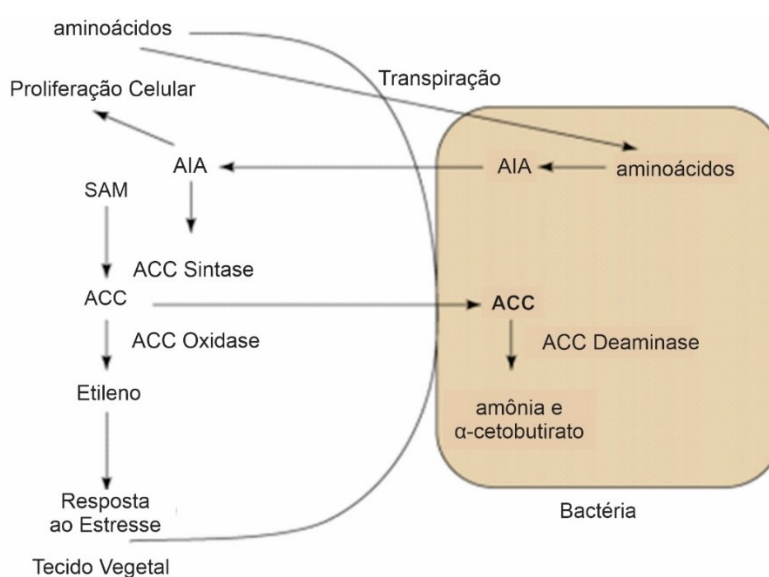 aminoácidos
Transpiração
Proliferação Celular
AIA
AIA
aminoácidos
SAM
ACC Sintase
ACC
ACC
ACC Oxidase
ACC Deaminase
Etileno
amônia e
α-cetobutirato
Resposta
ao Estresse
Bactéria
Tecido Vegetal